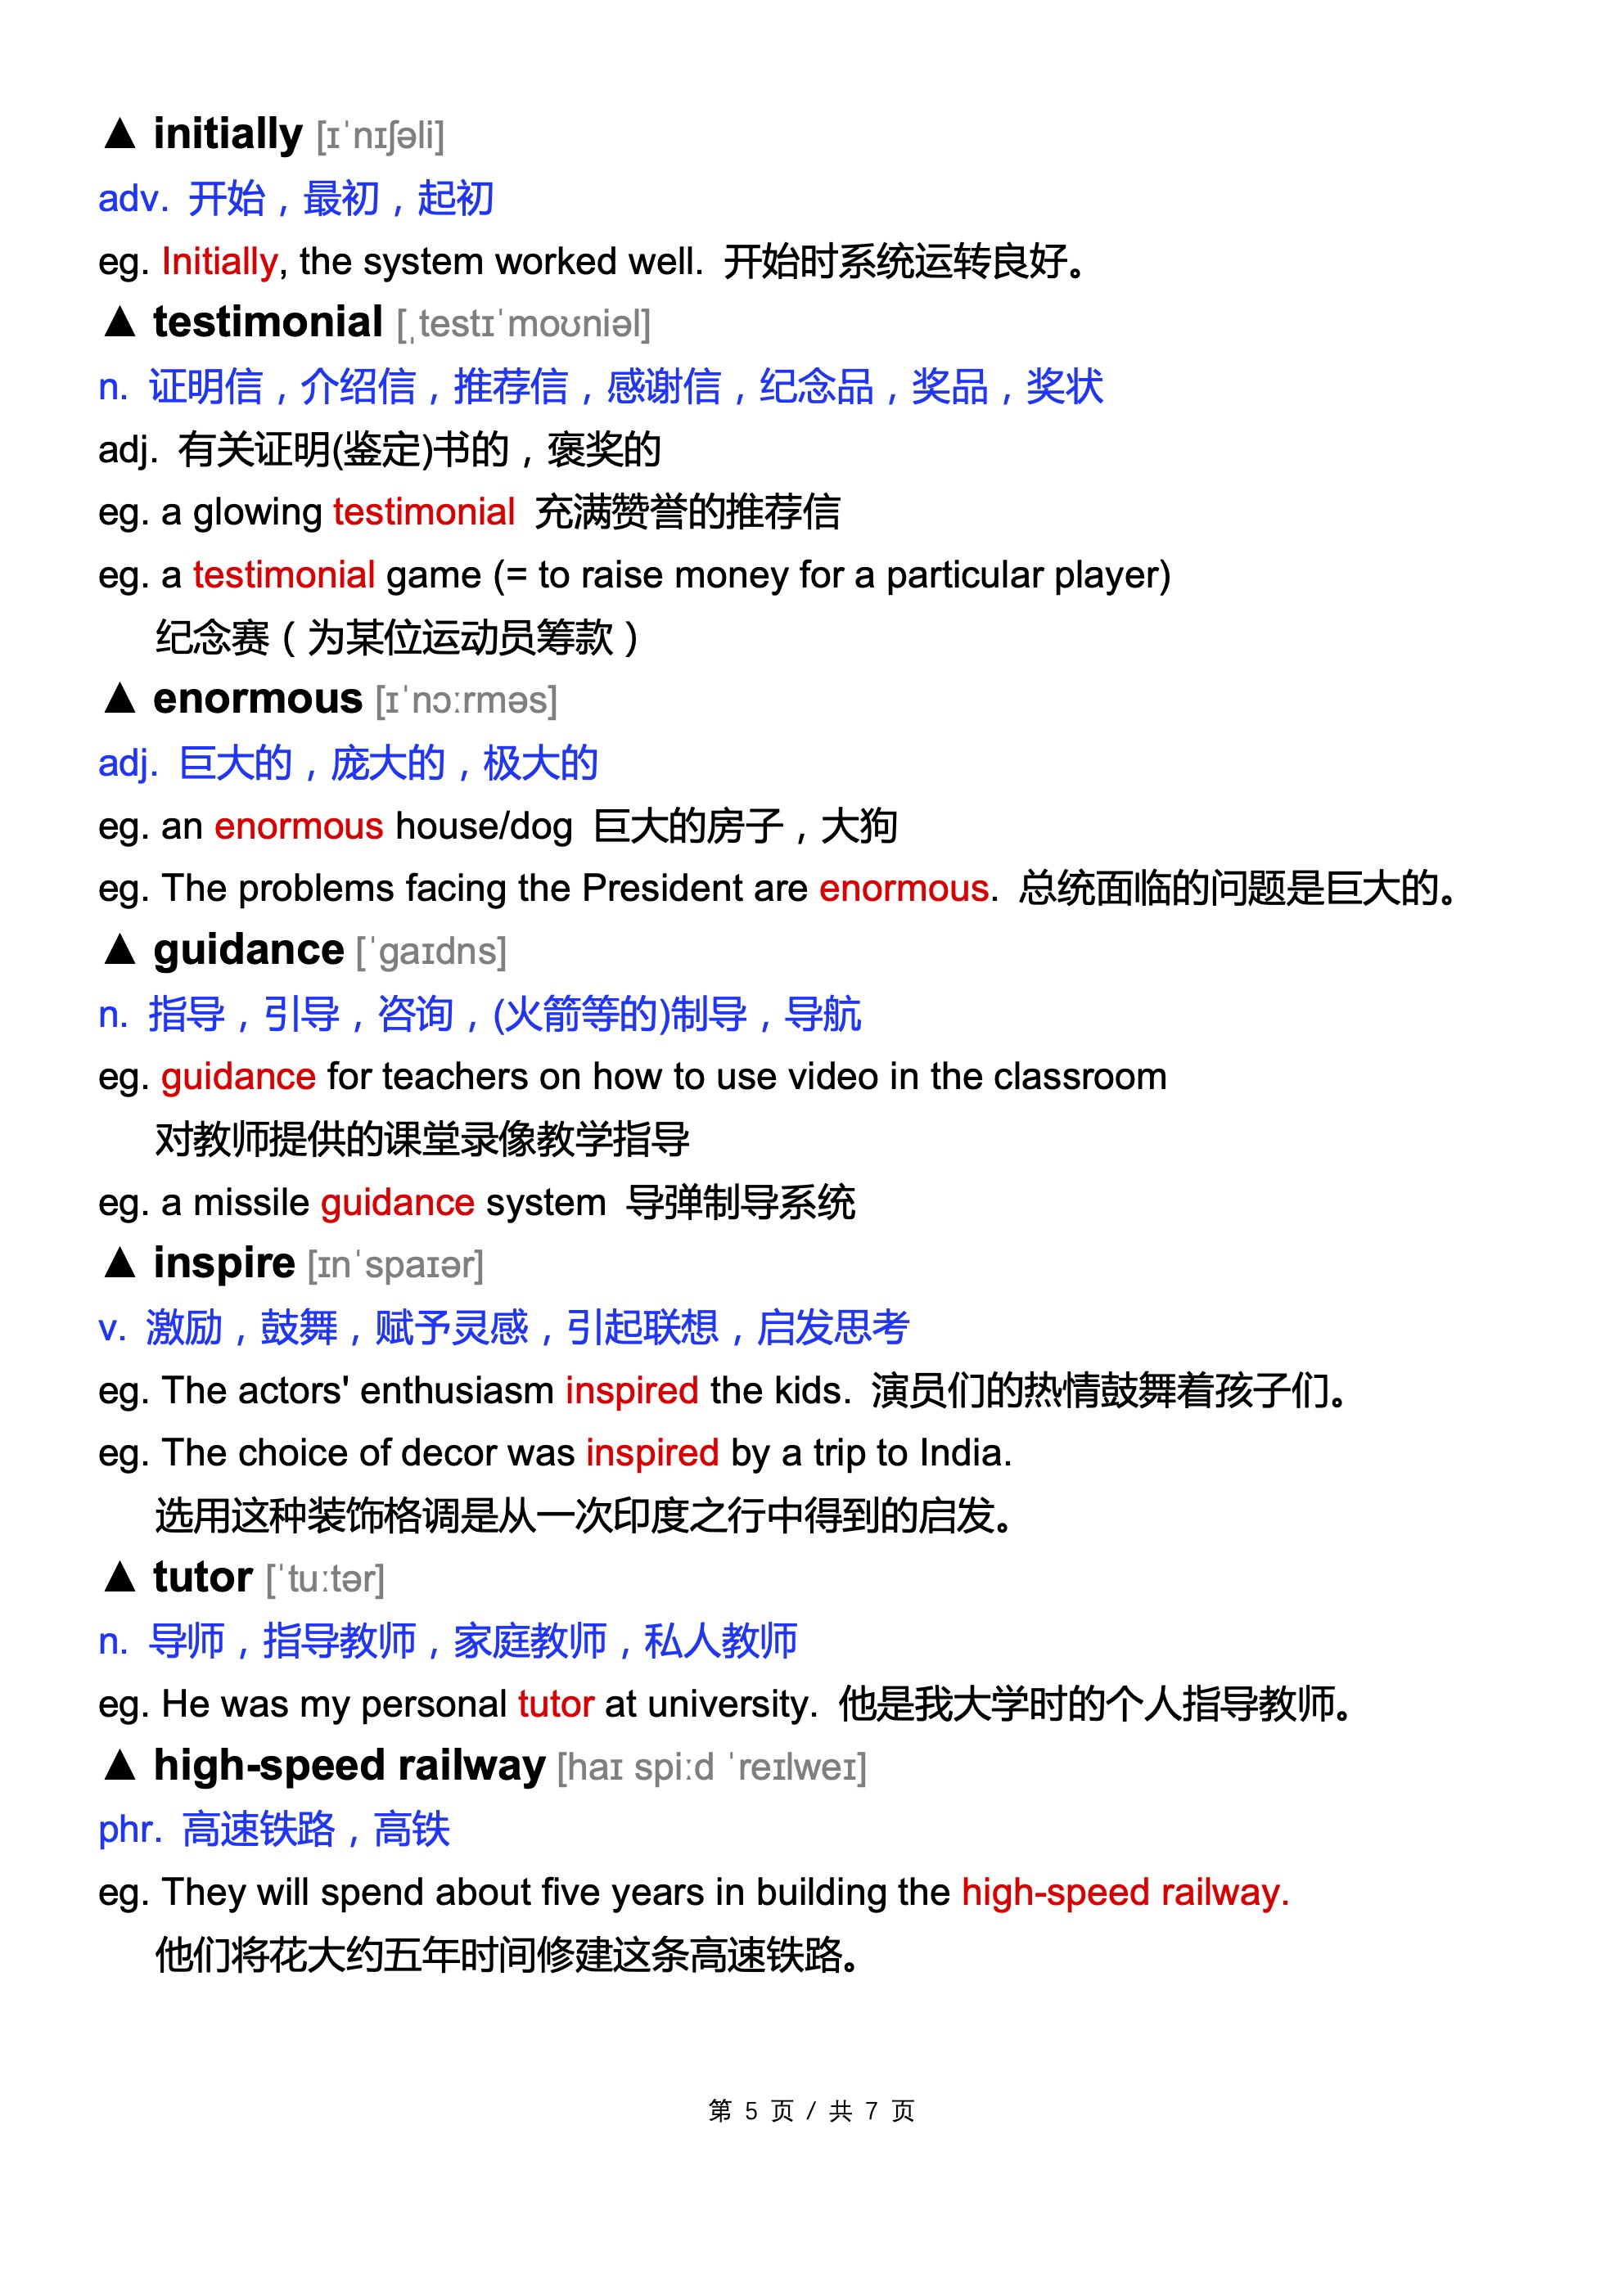 ▲ initially [ɪˈnɪʃəli]
adv. 开始，最初，起初
eg. Initially, the system worked well. 开始时系统运转良好。
▲ testimonial [ˌtestɪˈmoʊniəl]
n. 证明信，介绍信，推荐信，感谢信，纪念品，奖品，奖状
adj. 有关证明(鉴定)书的，褒奖的
eg. a glowing testimonial 充满赞誉的推荐信
eg. a testimonial game (= to raise money for a particular player)
纪念赛（为某位运动员筹款）
▲ enormous [ɪˈnɔːrməs]
adj. 巨大的，庞大的，极大的
eg. an enormous house/dog 巨大的房子，大狗
eg. The problems facing the President are enormous. 总统面临的问题是巨大的。
▲ guidance [ˈɡaɪdns]
n. 指导，引导，咨询，(火箭等的)制导，导航
eg. guidance for teachers on how to use video in the classroom
对教师提供的课堂录像教学指导
eg. a missile guidance system 导弹制导系统
▲ inspire [ɪnˈspaɪər]
v. 激励，鼓舞，赋予灵感，引起联想，启发思考
eg. The actors' enthusiasm inspired the kids. 演员们的热情鼓舞着孩子们。
eg. The choice of decor was inspired by a trip to India.
选用这种装饰格调是从一次印度之行中得到的启发。
▲ tutor [ˈtuːtər]
n. 导师，指导教师，家庭教师，私人教师
eg. He was my personal tutor at university. 他是我大学时的个人指导教师。
▲ high-speed railway [haɪ spiːd ˈreɪlweɪ]
phr. 高速铁路，高铁
eg. They will spend about five years in building the high-speed railway.
他们将花大约五年时间修建这条高速铁路。
第 5 页 / 共 7 页